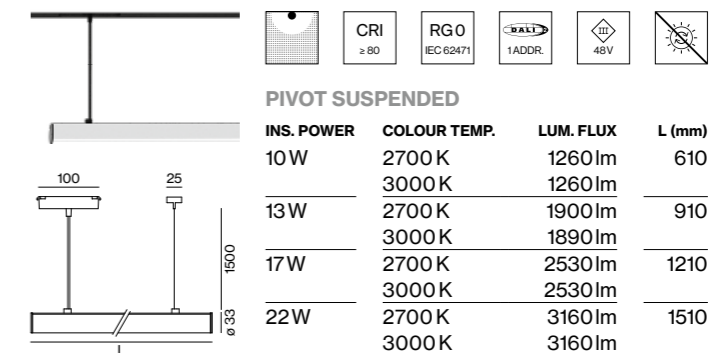 CRI
≥ 80
RG0
IEC 62471
DALI
1 ADDR.
III
48V
PIVOT SUSPENDED
INS. POWER COLOUR TEMP. LUM. FLUX L (mm)
10 W 2700 K 1260 lm 610
3000 K 1260 lm
13 W 2700 K 1900 lm 910
3000 K 1890 lm
17 W 2700 K 2530 lm 1210
3000 K 2530 lm
22 W 2700 K 3160 lm 1510
3000 K 3160 lm
100
25
1500
ø 33
L